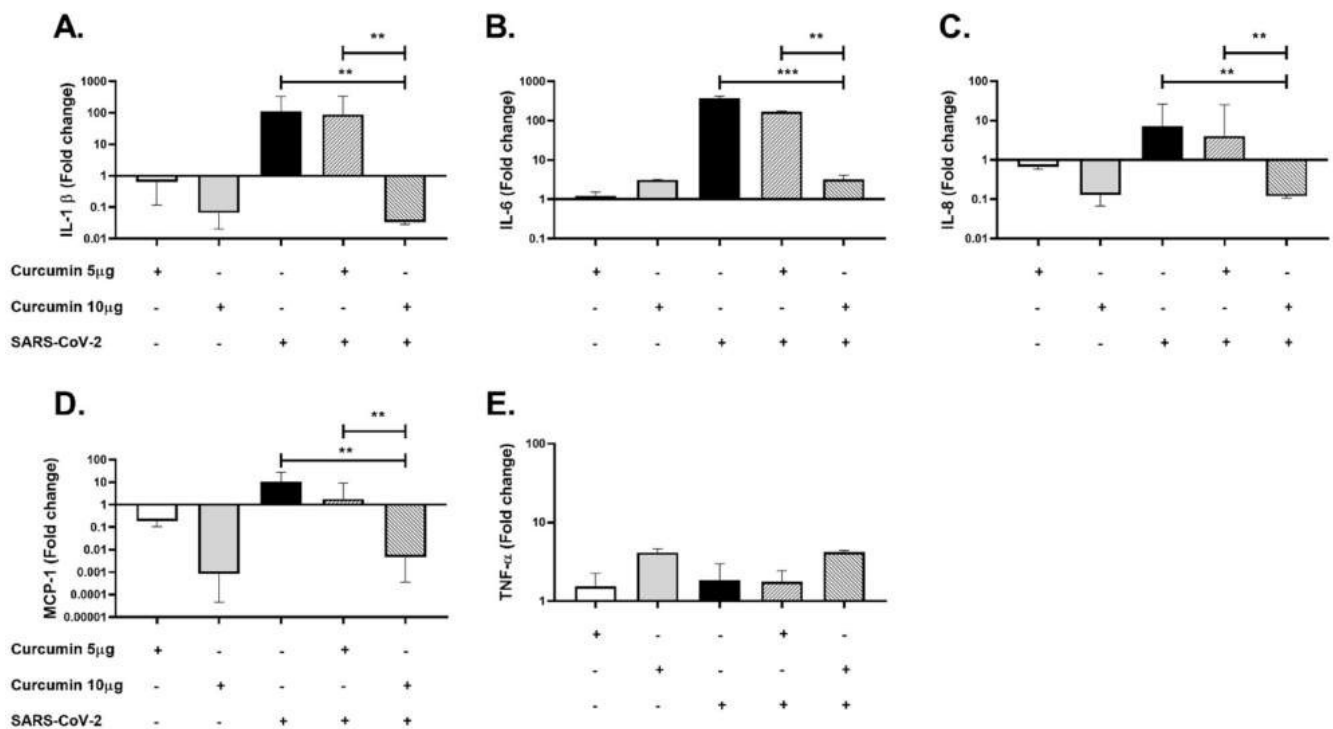 A.
**
**
IL-1 β (Fold change)
1000
100
10
1
0.1
0.01
B.
**
***
IL-6 (Fold change)
1000
100
10
1
0.1
C.
**
**
IL-8 (Fold change)
100
10
1
0.1
0.01
Curcumin 5μg + - - + - + - - + - + - - + -
Curcumin 10μg - + - - + - + - - + - + - - +
SARS-CoV-2 - - + + + - - + + + - - + + +
D.
**
**
MCP-1 (Fold change)
100
10
1
0.1
0.01
0.001
0.0001
0.00001
E.
TNF-α (Fold change)
100
10
1
Curcumin 5μg + - - + - + - - + -
Curcumin 10μg - + - - + - + - - +
SARS-CoV-2 - - + + + - - + + +